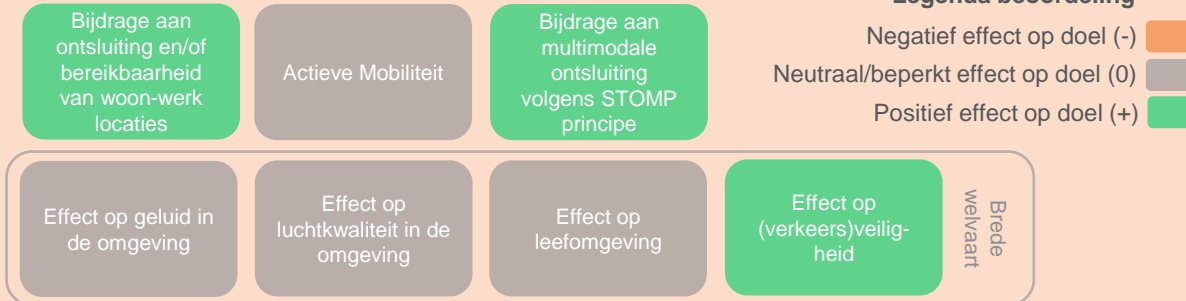 Bijdrage aan
ontsluiting en/of
bereikbaarheid
van woon-werk
locaties
Actieve Mobiliteit
Bijdrage aan
multimodale
ontsluiting
volgens STOMP
principe
Negatief effect op doel (-)
Neutraal/beperkt effect op doel (0)
Positief effect op doel (+)
Effect op geluid in
de omgeving
Effect op
luchtkwaliteit in de
omgeving
Effect op
leefomgeving
Effect op
(verkeers)veilig-
heid
Brede
welvaart